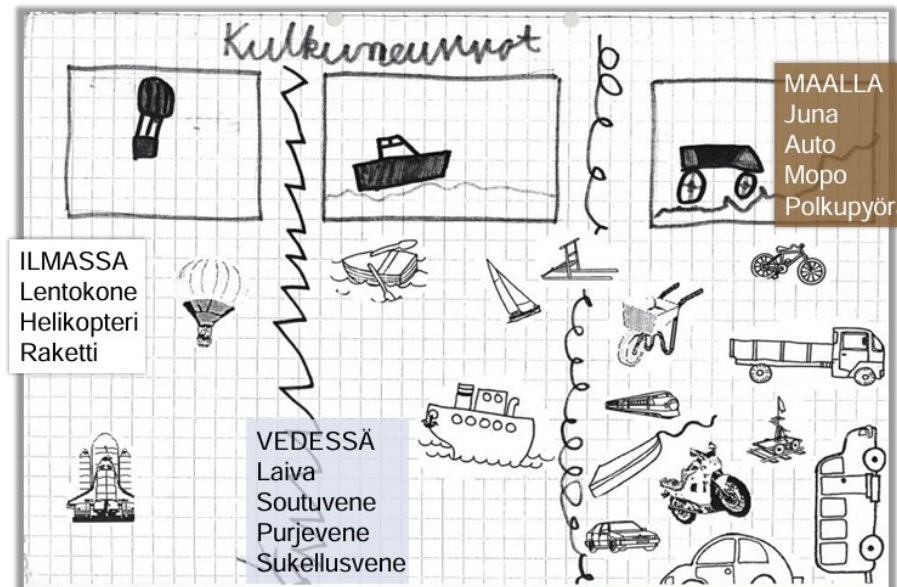 Kulkuneuvot
MAALLA
Juna
Auto
Mopo
Polkupyör
ILMASSA
Lentokone
Helikopteri
Raketti
VEDESSÄ
Laiva
Soutuvene
Purjevene
Sukellusvene